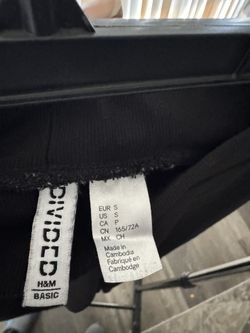 DIVIDED
H&M
BASIC
EUR S
US S
CA P
CN 165/72A
MX CH
Made in
Cambodia
Fabriqué en
Cambodge